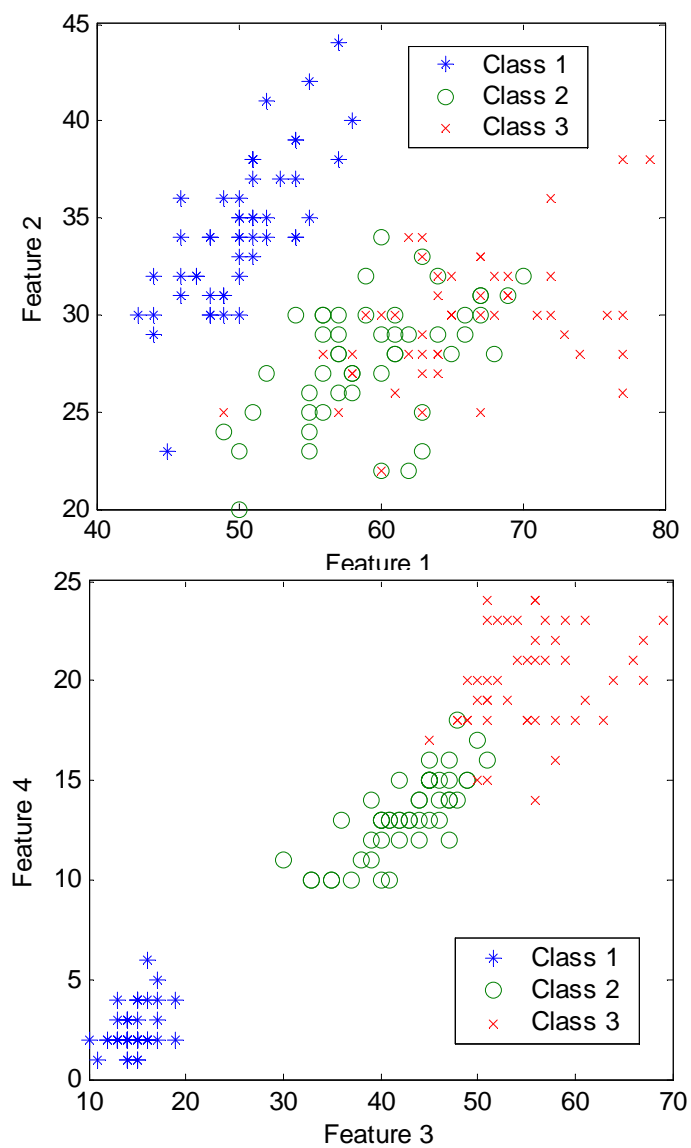 45
40
35
30
25
20
Feature 2
Class 1
Class 2
Class 3
40 50 60 70 80
Feature 1
25
20
15
10
5
0
Feature 4
Class 1
Class 2
Class 3
10 20 30 40 50 60 70
Feature 3